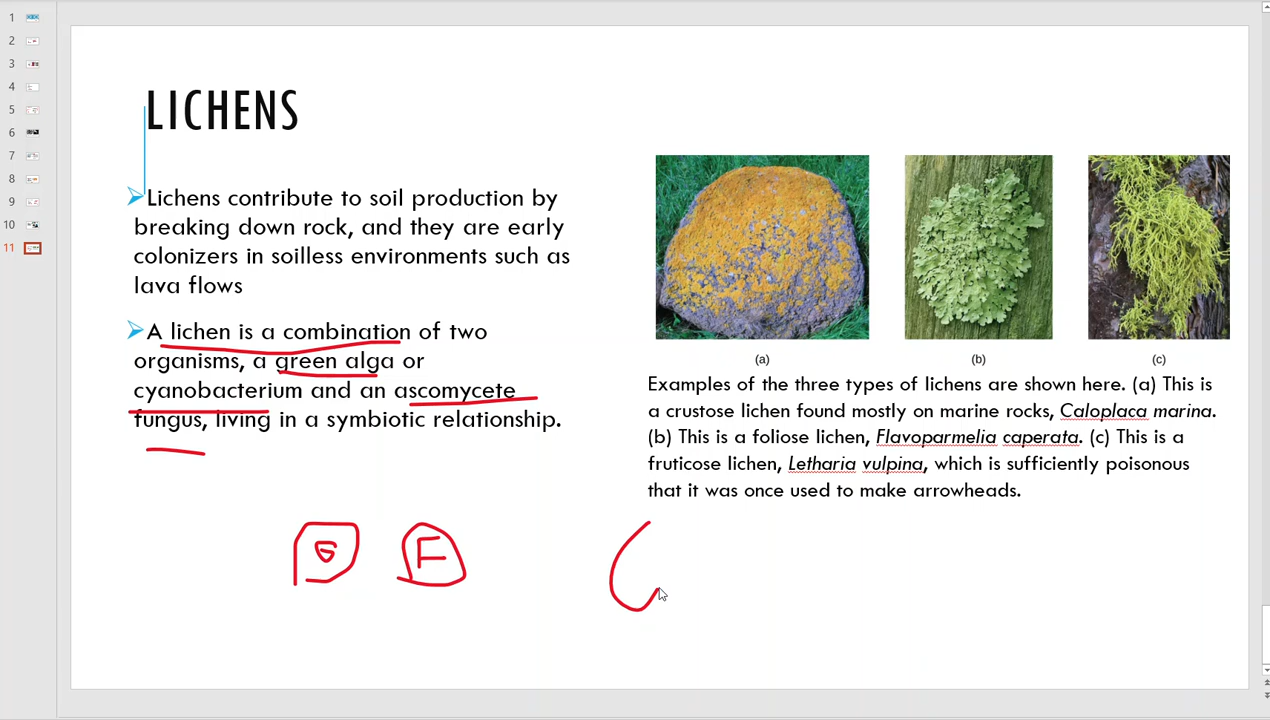 1
2
3
4
5
6
7
8
9
10
11
LICHENS
Lichens contribute to soil production by
breaking down rock, and they are early
colonizers in soilless environments such as
lava flows
A lichen is a combination of two
organisms, a green alga or
cyanobacterium and an ascomycete
fungus, living in a symbiotic relationship.
(a) (b) (c)
Examples of the three types of lichens are shown here. (a) This is
a crustose lichen found mostly on marine rocks, Caloplaca marina.
(b) This is a foliose lichen, Flavoparmelia caperata. (c) This is a
fruticose lichen, Letharia vulpina, which is sufficiently poisonous
that it was once used to make arrowheads.
G F